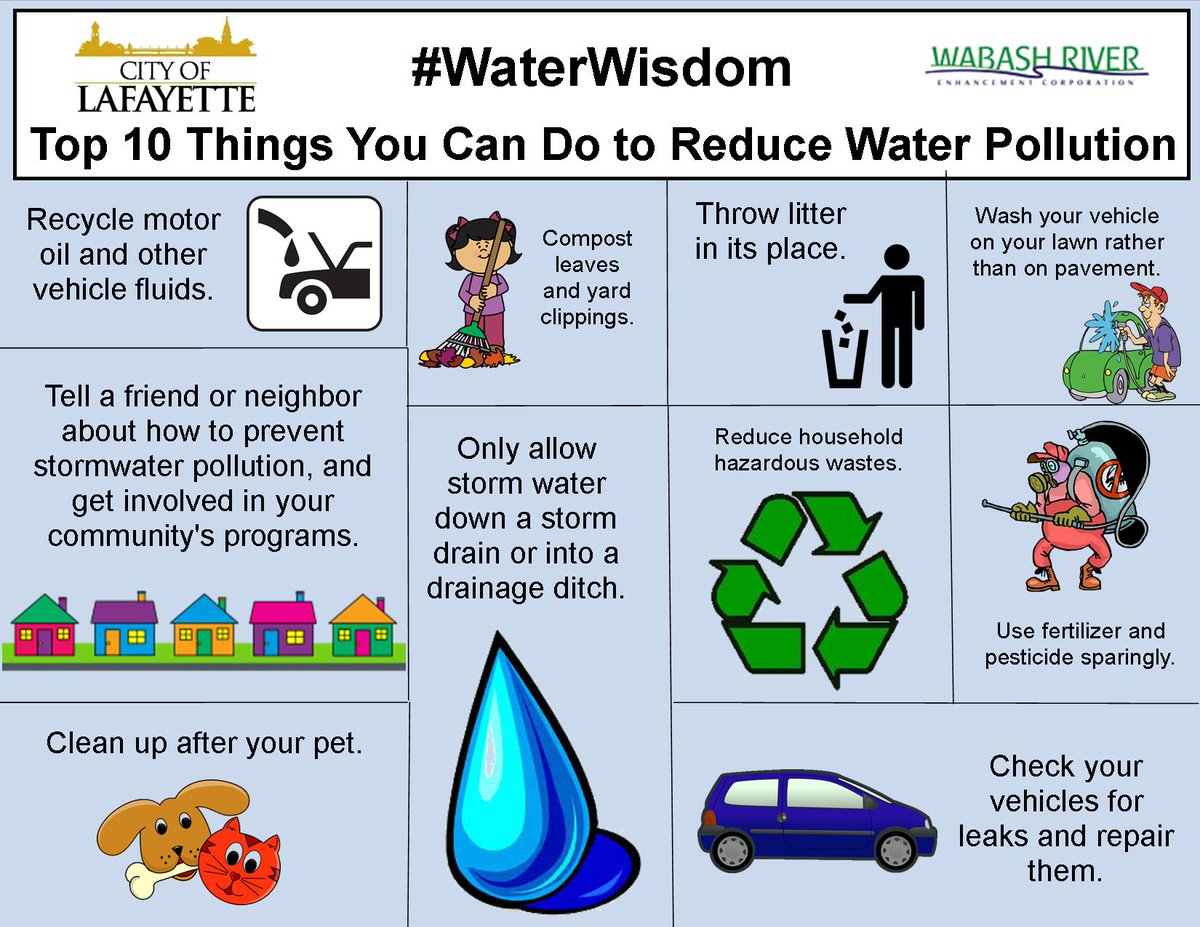 CITY OF
LAFAYETTE
#WaterWisdom
WABASH RIVER
ENHANCEMENT CORPORATION
Top 10 Things You Can Do to Reduce Water Pollution
Recycle motor
oil and other
vehicle fluids.
Compost
leaves
and yard
clippings.
Throw litter
in its place.
Wash your vehicle
on your lawn rather
than on pavement.
Tell a friend or neighbor
about how to prevent
stormwater pollution, and
get involved in your
community's programs.
Only allow
storm water
down a storm
drain or into a
drainage ditch.
Reduce household
hazardous wastes.
Use fertilizer and
pesticide sparingly.
Clean up after your pet.
Check your
vehicles for
leaks and repair
them.